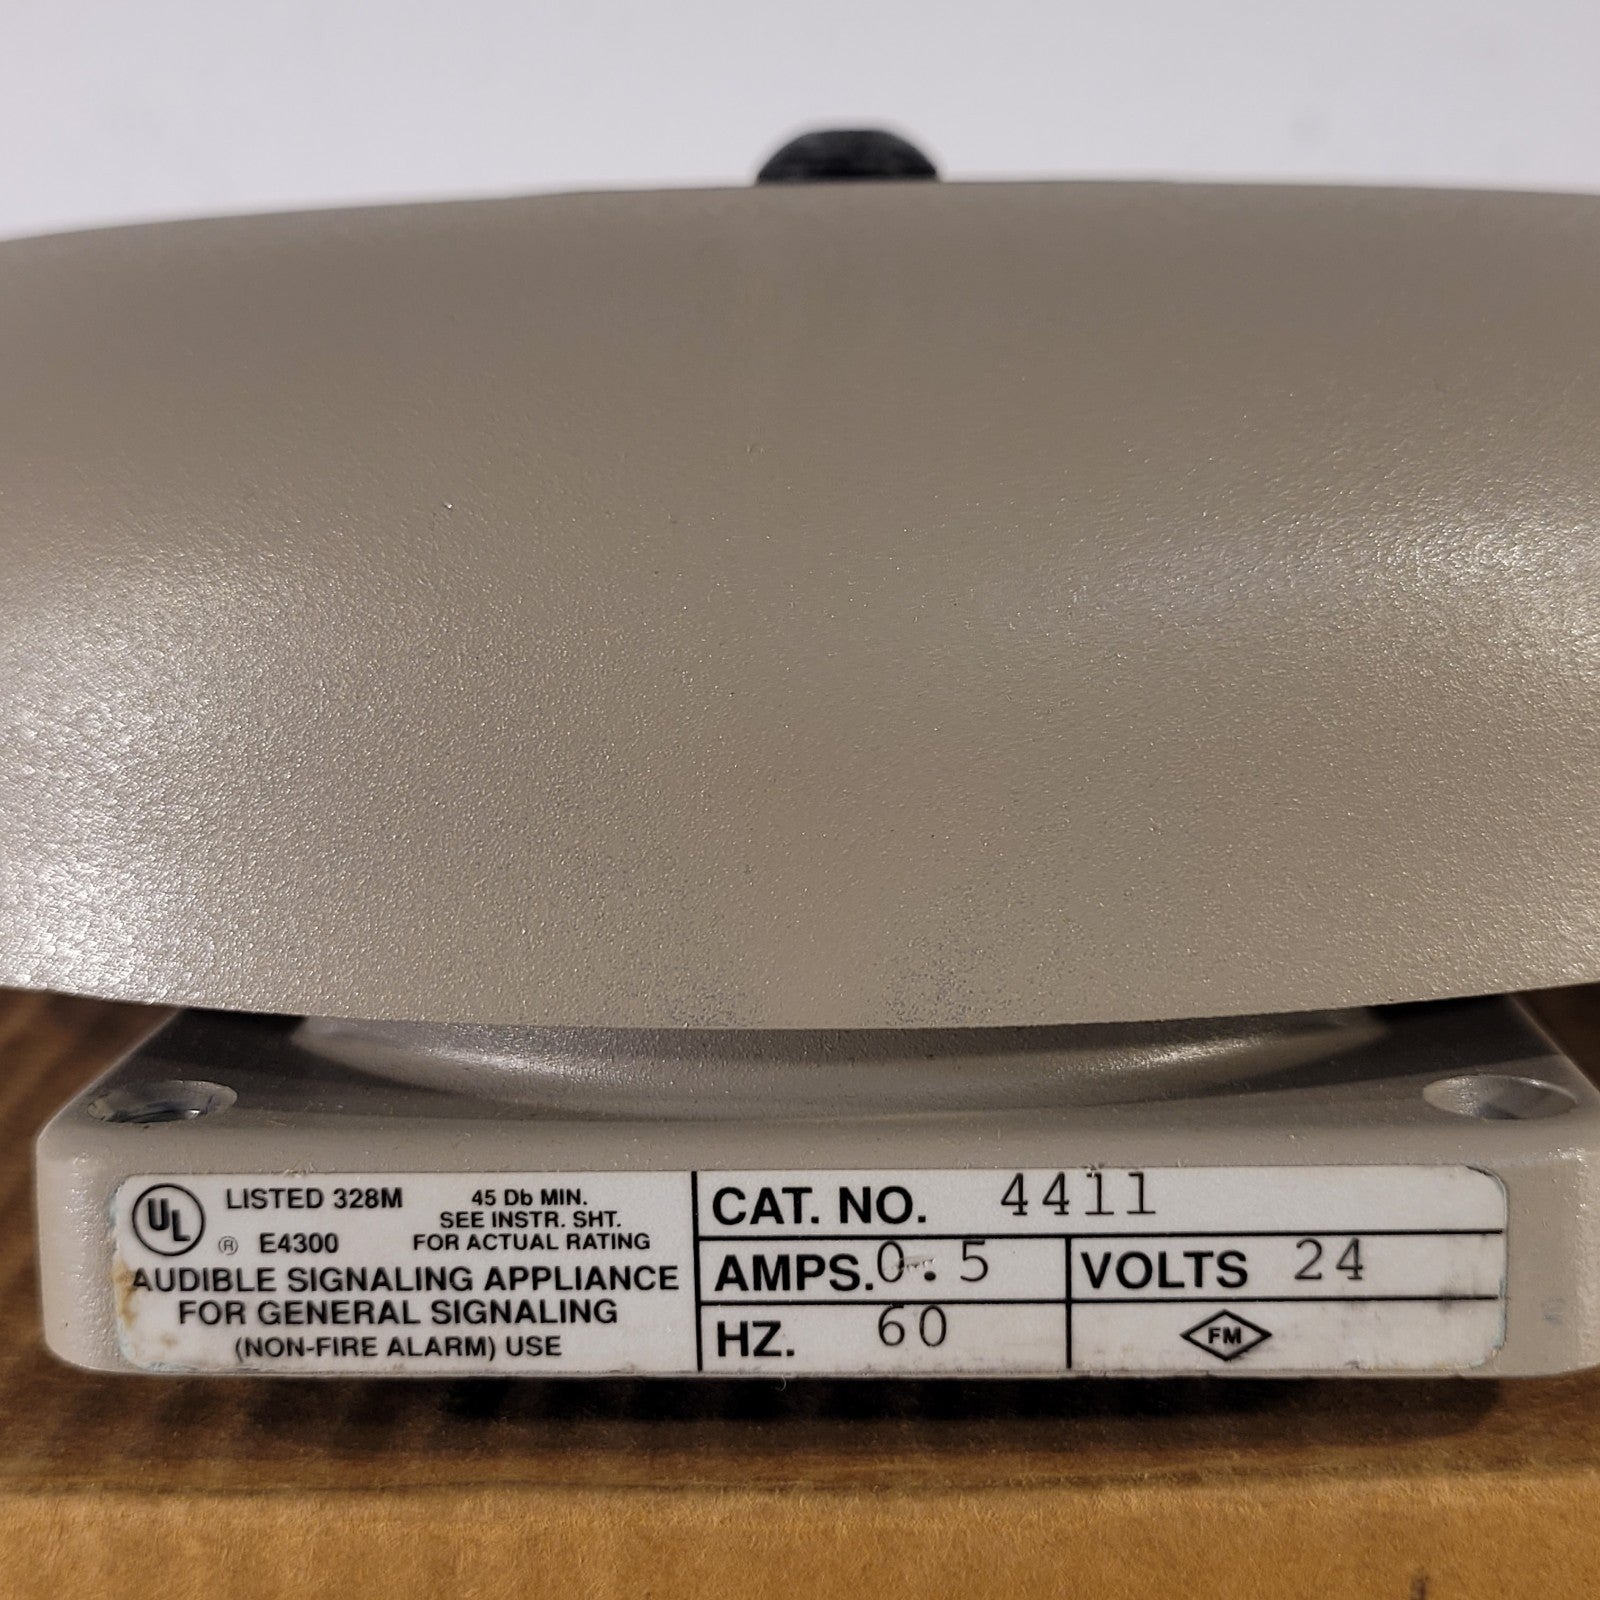 UL LISTED 328M
® E4300
45 Db MIN.
SEE INSTR. SHT.
FOR ACTUAL RATING
AUDIBLE SIGNALING APPLIANCE
FOR GENERAL SIGNALING
(NON-FIRE ALARM) USE
CAT. NO. 4411
AMPS. 0.5 VOLTS 24
HZ. 60 FM